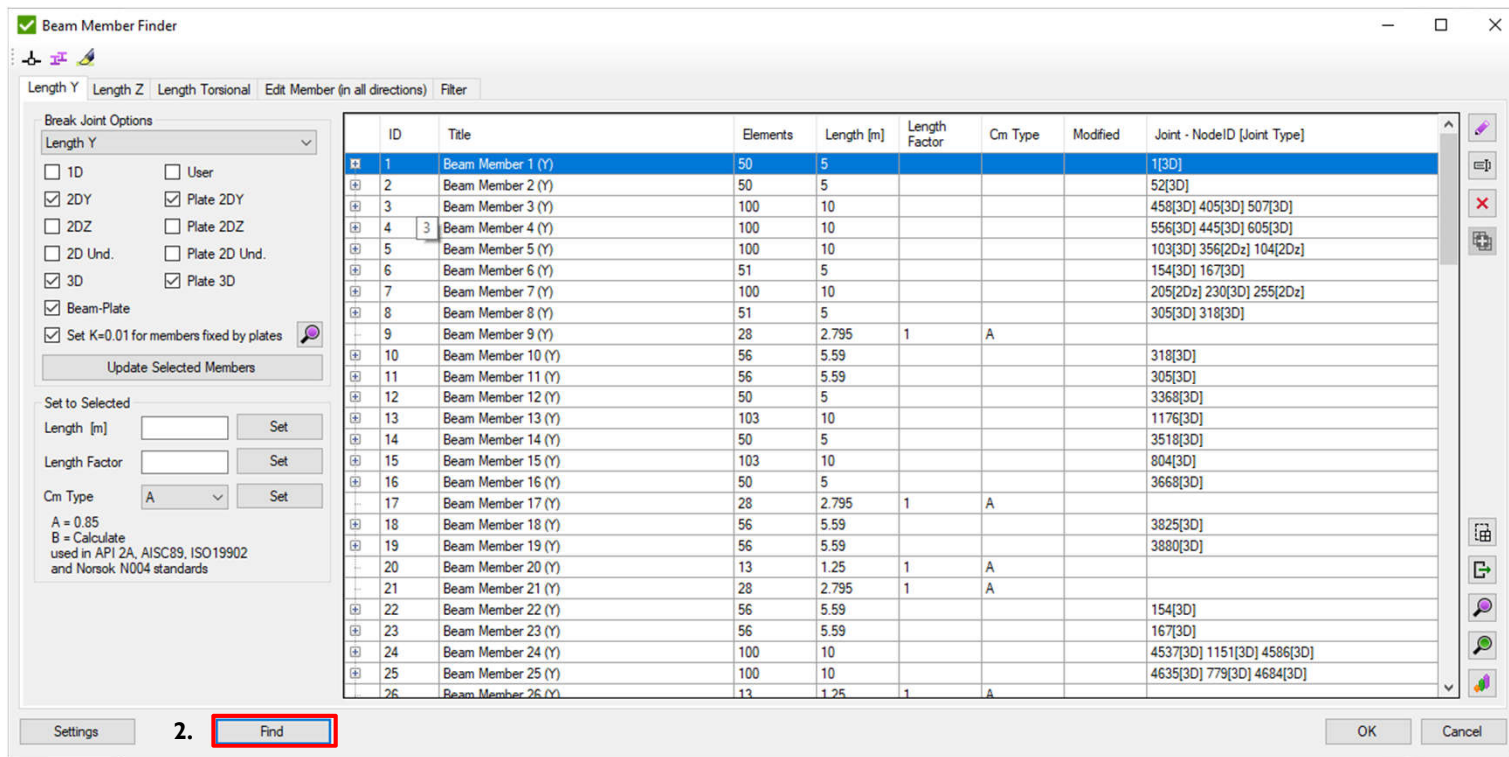 Beam Member Finder
Length Y Length Z Length Torsional Edit Member (in all directions) Filter
Break Joint Options
Length Y
1D User
2DY Plate 2DY
2DZ Plate 2DZ
2D Und. Plate 2D Und.
3D Plate 3D
Beam-Plate
Set K=0.01 for members fixed by plates
Update Selected Members
Set to Selected
Length [m] Set
Length Factor Set
Cm Type A Set
A = 0.85
B = Calculate
used in API 2A, AISC89, ISO19902
and Norsok N004 standards
ID Title Elements Length [m] Length Factor Cm Type Modified Joint - NodeID [Joint Type]
1 Beam Member 1 (Y) 50 5 1[3D]
2 Beam Member 2 (Y) 50 5 52[3D]
3 Beam Member 3 (Y) 100 10 458[3D] 405[3D] 507[3D]
4 3 Beam Member 4 (Y) 100 10 556[3D] 445[3D] 605[3D]
5 Beam Member 5 (Y) 100 10 103[3D] 356[2Dz] 104[2Dz]
6 Beam Member 6 (Y) 51 5 154[3D] 167[3D]
7 Beam Member 7 (Y) 100 10 205[2Dz] 230[3D] 255[2Dz]
8 Beam Member 8 (Y) 51 5 305[3D] 318[3D]
9 Beam Member 9 (Y) 28 2.795 1 A
10 Beam Member 10 (Y) 56 5.59 318[3D]
11 Beam Member 11 (Y) 56 5.59 305[3D]
12 Beam Member 12 (Y) 50 5 3368[3D]
13 Beam Member 13 (Y) 103 10 1176[3D]
14 Beam Member 14 (Y) 50 5 3518[3D]
15 Beam Member 15 (Y) 103 10 804[3D]
16 Beam Member 16 (Y) 50 5 3668[3D]
17 Beam Member 17 (Y) 28 2.795 1 A
18 Beam Member 18 (Y) 56 5.59 3825[3D]
19 Beam Member 19 (Y) 56 5.59 3880[3D]
20 Beam Member 20 (Y) 13 1.25 1 A
21 Beam Member 21 (Y) 28 2.795 1 A
22 Beam Member 22 (Y) 56 5.59 154[3D]
23 Beam Member 23 (Y) 56 5.59 167[3D]
24 Beam Member 24 (Y) 100 10 4537[3D] 1151[3D] 4586[3D]
25 Beam Member 25 (Y) 100 10 4635[3D] 779[3D] 4684[3D]
26 Beam Member 26 (Y) 13 1.25 1 A
Settings 2. Find OK Cancel